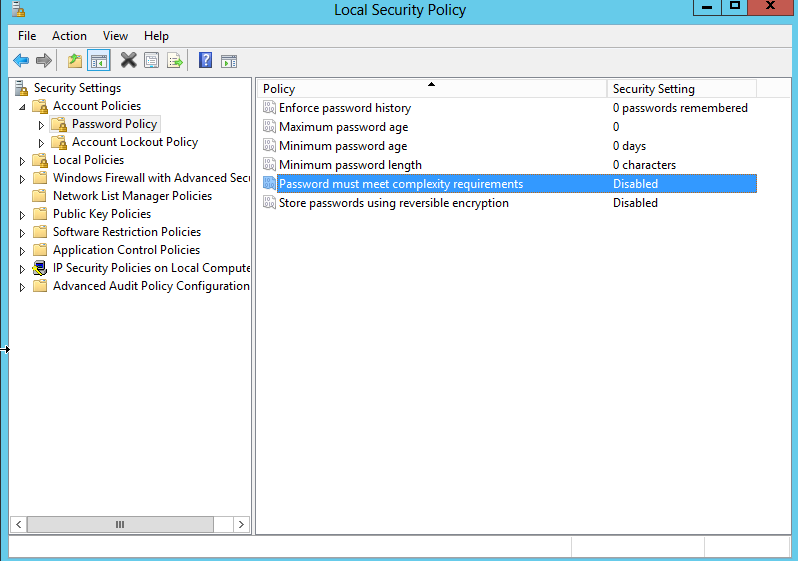 Local Security Policy
File Action View Help
Security Settings
Account Policies
Password Policy
Account Lockout Policy
Local Policies
Windows Firewall with Advanced Secu
Network List Manager Policies
Public Key Policies
Software Restriction Policies
Application Control Policies
IP Security Policies on Local Compute
Advanced Audit Policy Configuration
Policy Security Setting
Enforce password history 0 passwords remembered
Maximum password age 0
Minimum password age 0 days
Minimum password length 0 characters
Password must meet complexity requirements Disabled
Store passwords using reversible encryption Disabled